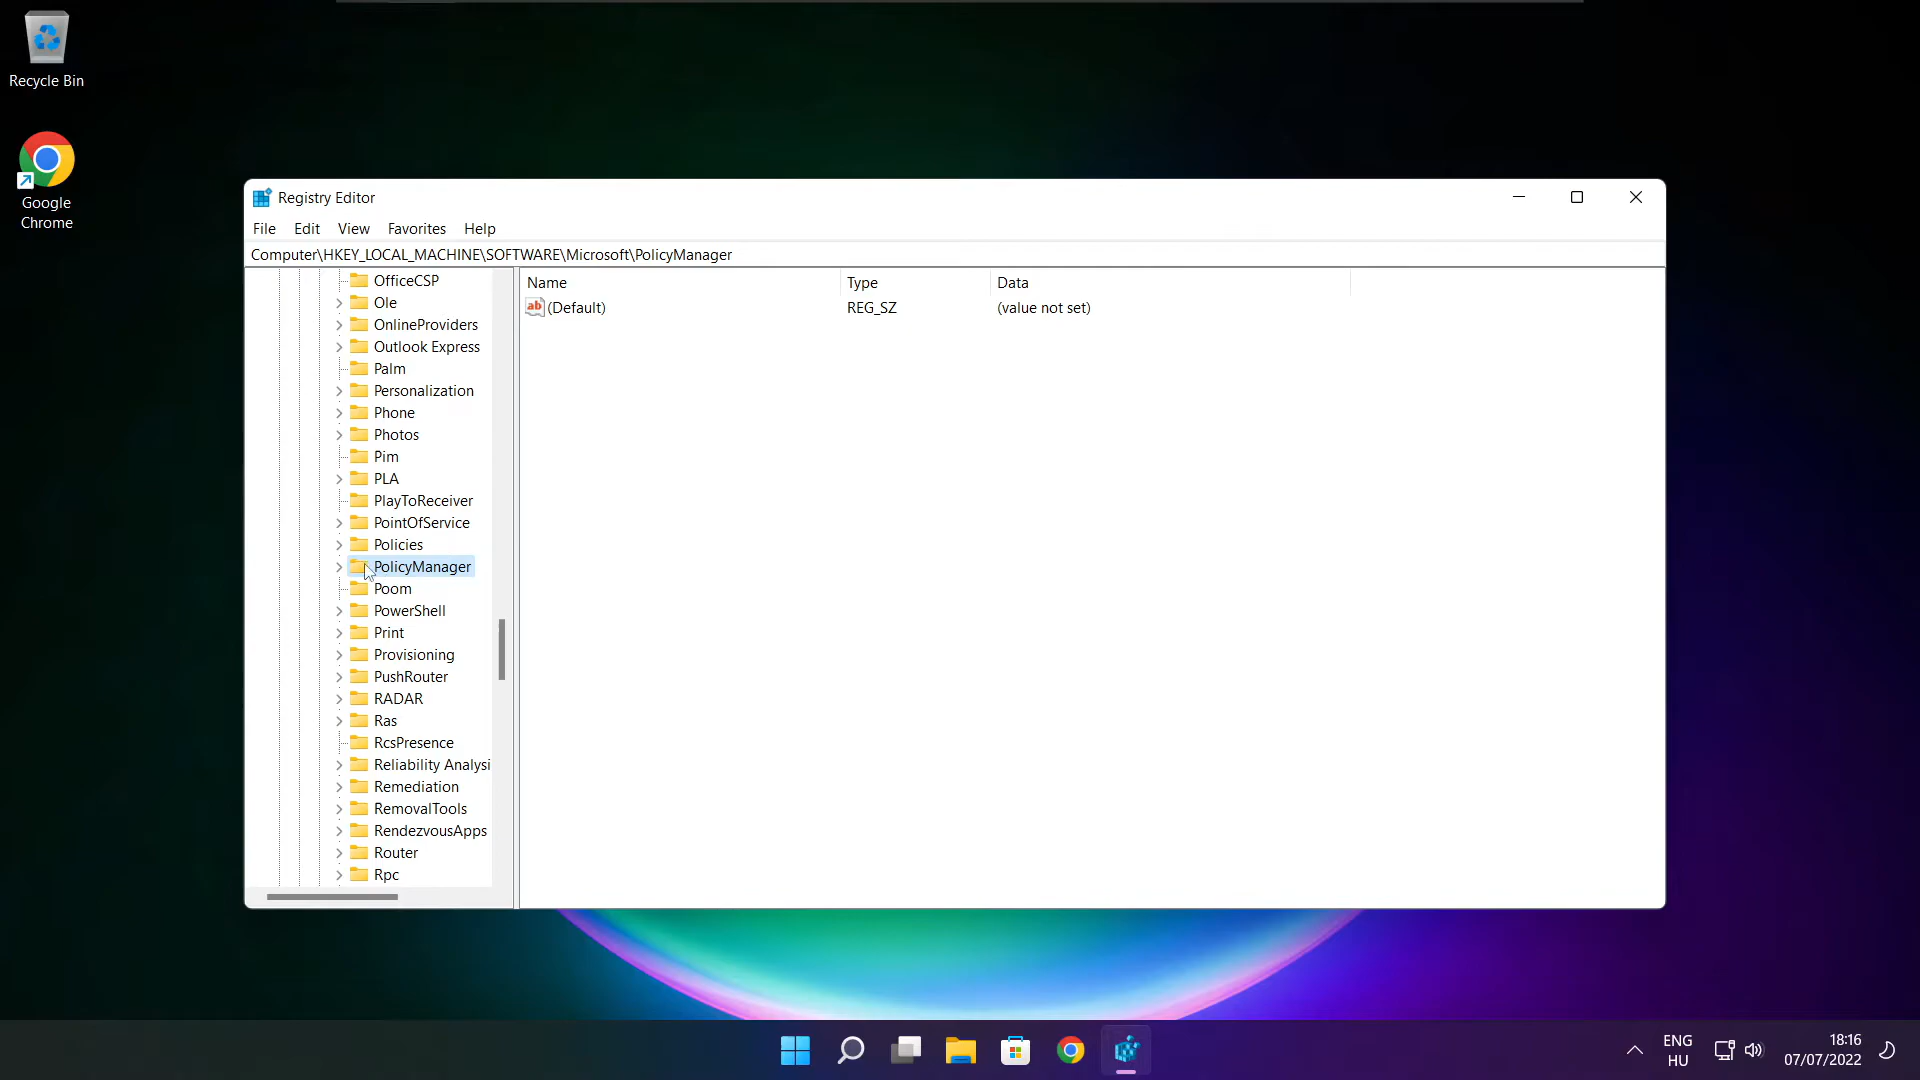 Recycle Bin
Google
Chrome
Registry Editor
File Edit View Favorites Help
Computer\HKEY_LOCAL_MACHINE\SOFTWARE\Microsoft\PolicyManager
OfficeCSP
Ole
OnlineProviders
Outlook Express
Palm
Personalization
Phone
Photos
Pim
PLA
PlayToReceiver
PointOfService
Policies
PolicyManager
Poom
PowerShell
Print
Provisioning
PushRouter
RADAR
Ras
RcsPresence
Reliability Analysi
Remediation
RemovalTools
RendezvousApps
Router
Rpc
Name Type Data
ab (Default) REG_SZ (value not set)
ENG
HU
18:16
07/07/2022